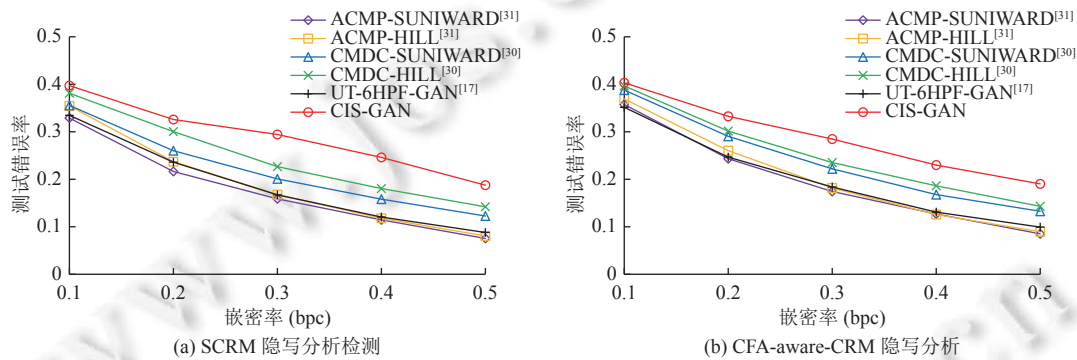 ACMP-SUNIWARD[31]
ACMP-HILL[31]
CMDC-SUNIWARD[30]
CMDC-HILL[30]
UT-6HPF-GAN[17]
CIS-GAN
0.5
0.4
0.3
0.2
0.1
0
测试错误率
0.1 0.2 0.3 0.4 0.5
嵌密率 (bpc)
(a) SCRM 隐写分析检测
ACMP-SUNIWARD[31]
ACMP-HILL[31]
CMDC-SUNIWARD[30]
CMDC-HILL[30]
UT-6HPF-GAN[17]
CIS-GAN
0.5
0.4
0.3
0.2
0.1
0
测试错误率
0.1 0.2 0.3 0.4 0.5
嵌密率 (bpc)
(b) CFA-aware-CRM 隐写分析